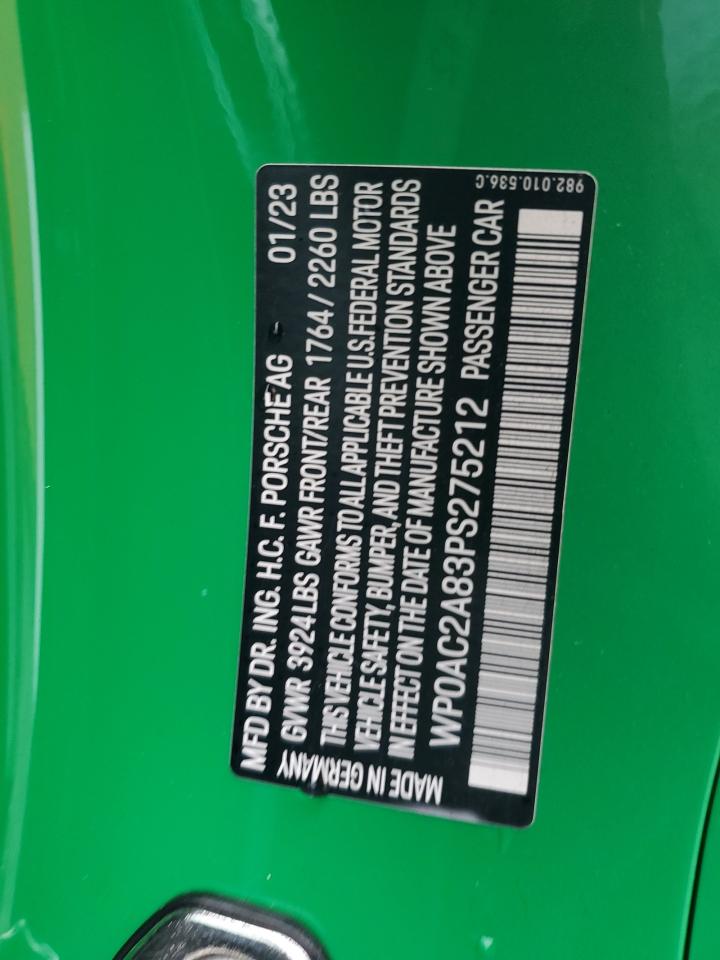 MFD BY DR. ING. H.C. F. PORSCHE AG 01/23
GVWR 3924 LBS GAWR FRONT/REAR 1764 / 2260 LBS
THIS VEHICLE CONFORMS TO ALL APPLICABLE U.S. FEDERAL MOTOR
VEHICLE SAFETY, BUMPER, AND THEFT PREVENTION STANDARDS
IN EFFECT ON THE DATE OF MANUFACTURE SHOWN ABOVE
WP0AC2A83PS275212 PASSENGER CAR
MADE IN GERMANY
982.010.536.C